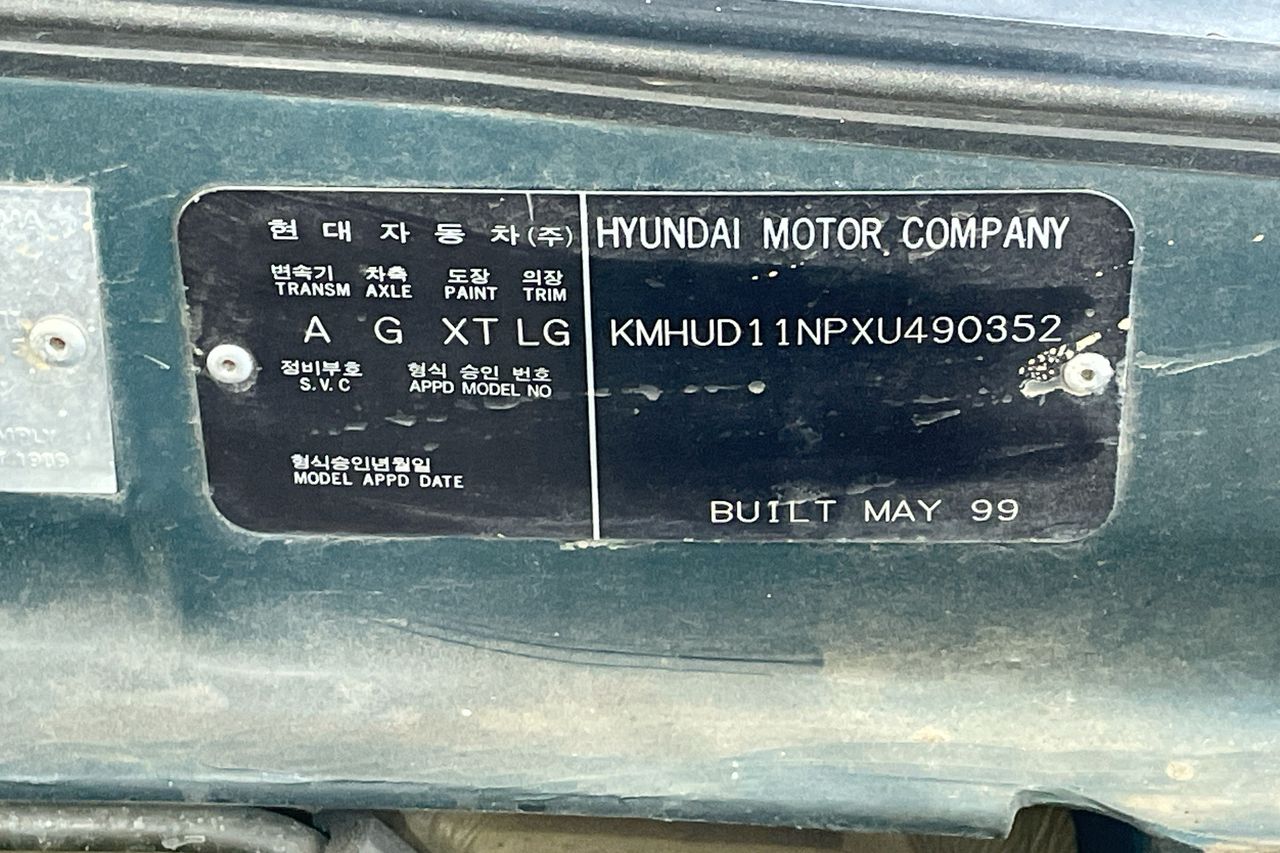 현대자동차(주) HYUNDAI MOTOR COMPANY
변속기 차축 도장 의장
TRANSM AXLE PAINT TRIM
A G XT LG KMHUD11NPXU490352
정비부호 형식 승인 번호
S.V.C APPD MODEL NO
형식승인년월일
MODEL APPD DATE
BUILT MAY 99